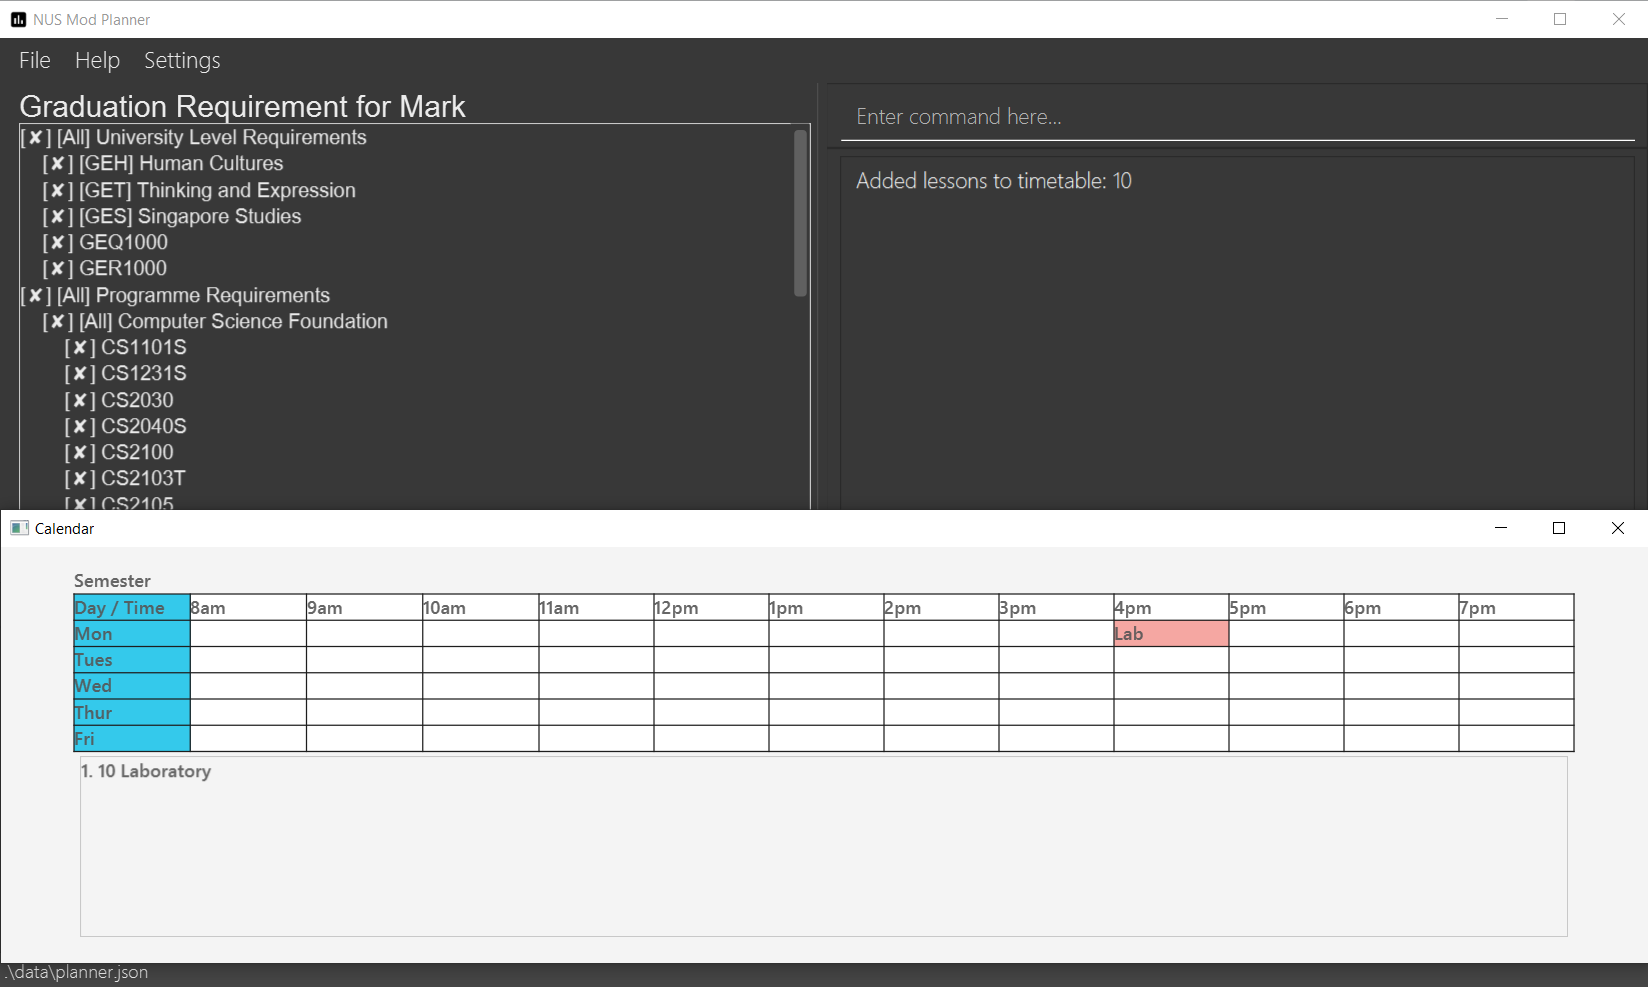 NUS Mod Planner
File Help Settings
Graduation Requirement for Mark
[✘] [All] University Level Requirements
[✘] [GEH] Human Cultures
[✘] [GET] Thinking and Expression
[✘] [GES] Singapore Studies
[✘] GEQ1000
[✘] GER1000
[✘] [All] Programme Requirements
[✘] [All] Computer Science Foundation
[✘] CS1101S
[✘] CS1231S
[✘] CS2030
[✘] CS2040S
[✘] CS2100
[✘] CS2103T
[✘] CS2105
Enter command here...
Added lessons to timetable: 10
Calendar
Semester
Day / Time 8am 9am 10am 11am 12pm 1pm 2pm 3pm 4pm 5pm 6pm 7pm
Mon Lab
Tues
Wed
Thur
Fri
1. 10 Laboratory
.\data\planner.json